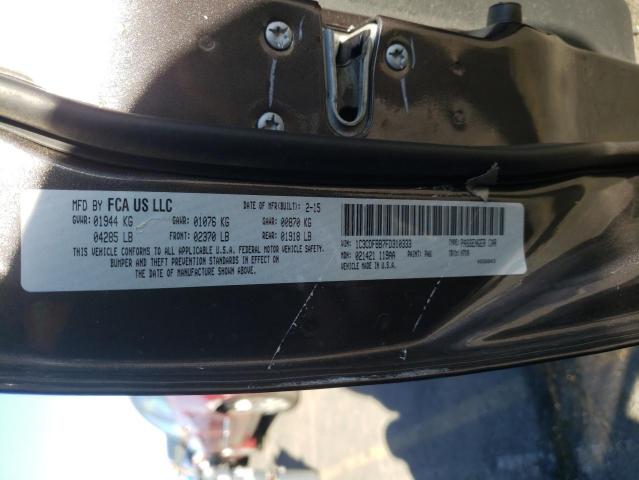 MFD BY FCA US LLC DATE OF MFR(BUILT): 2-15
GVWR: 01944 KG GAWR: 01076 KG GAWR: 00870 KG
04285 LB FRONT: 02370 LB REAR: 01918 LB
THIS VEHICLE CONFORMS TO ALL APPLICABLE U.S.A. FEDERAL MOTOR VEHICLE SAFETY,
BUMPER AND THEFT PREVENTION STANDARDS IN EFFECT ON
THE DATE OF MANUFACTURE SHOWN ABOVE.
VIN: 1C3CDFBB7FD310333 TYPE: PASSENGER CAR
MDH: 021421 119AA PAINT: PAU
VEHICLE MADE IN U.S.A.